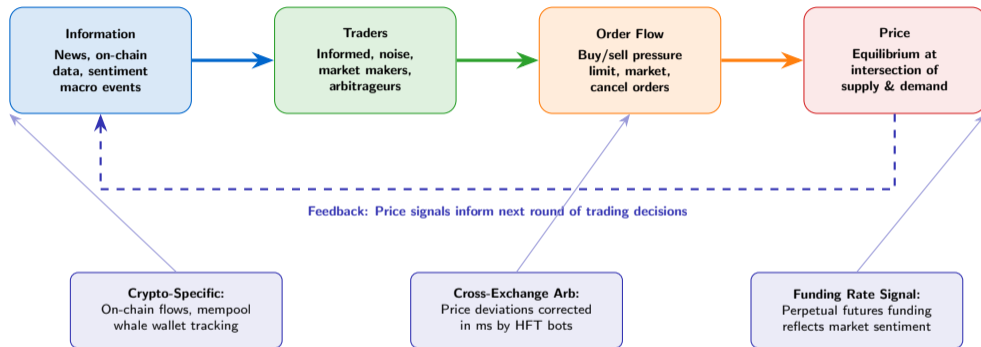 Information
News, on-chain
data, sentiment
macro events
Traders
Informed, noise,
market makers,
arbitrageurs
Order Flow
Buy/sell pressure
limit, market,
cancel orders
Price
Equilibrium at
intersection of
supply & demand
Feedback: Price signals inform next round of trading decisions
Crypto-Specific:
On-chain flows, mempool
whale wallet tracking
Cross-Exchange Arb:
Price deviations corrected
in ms by HFT bots
Funding Rate Signal:
Perpetual futures funding
reflects market sentiment